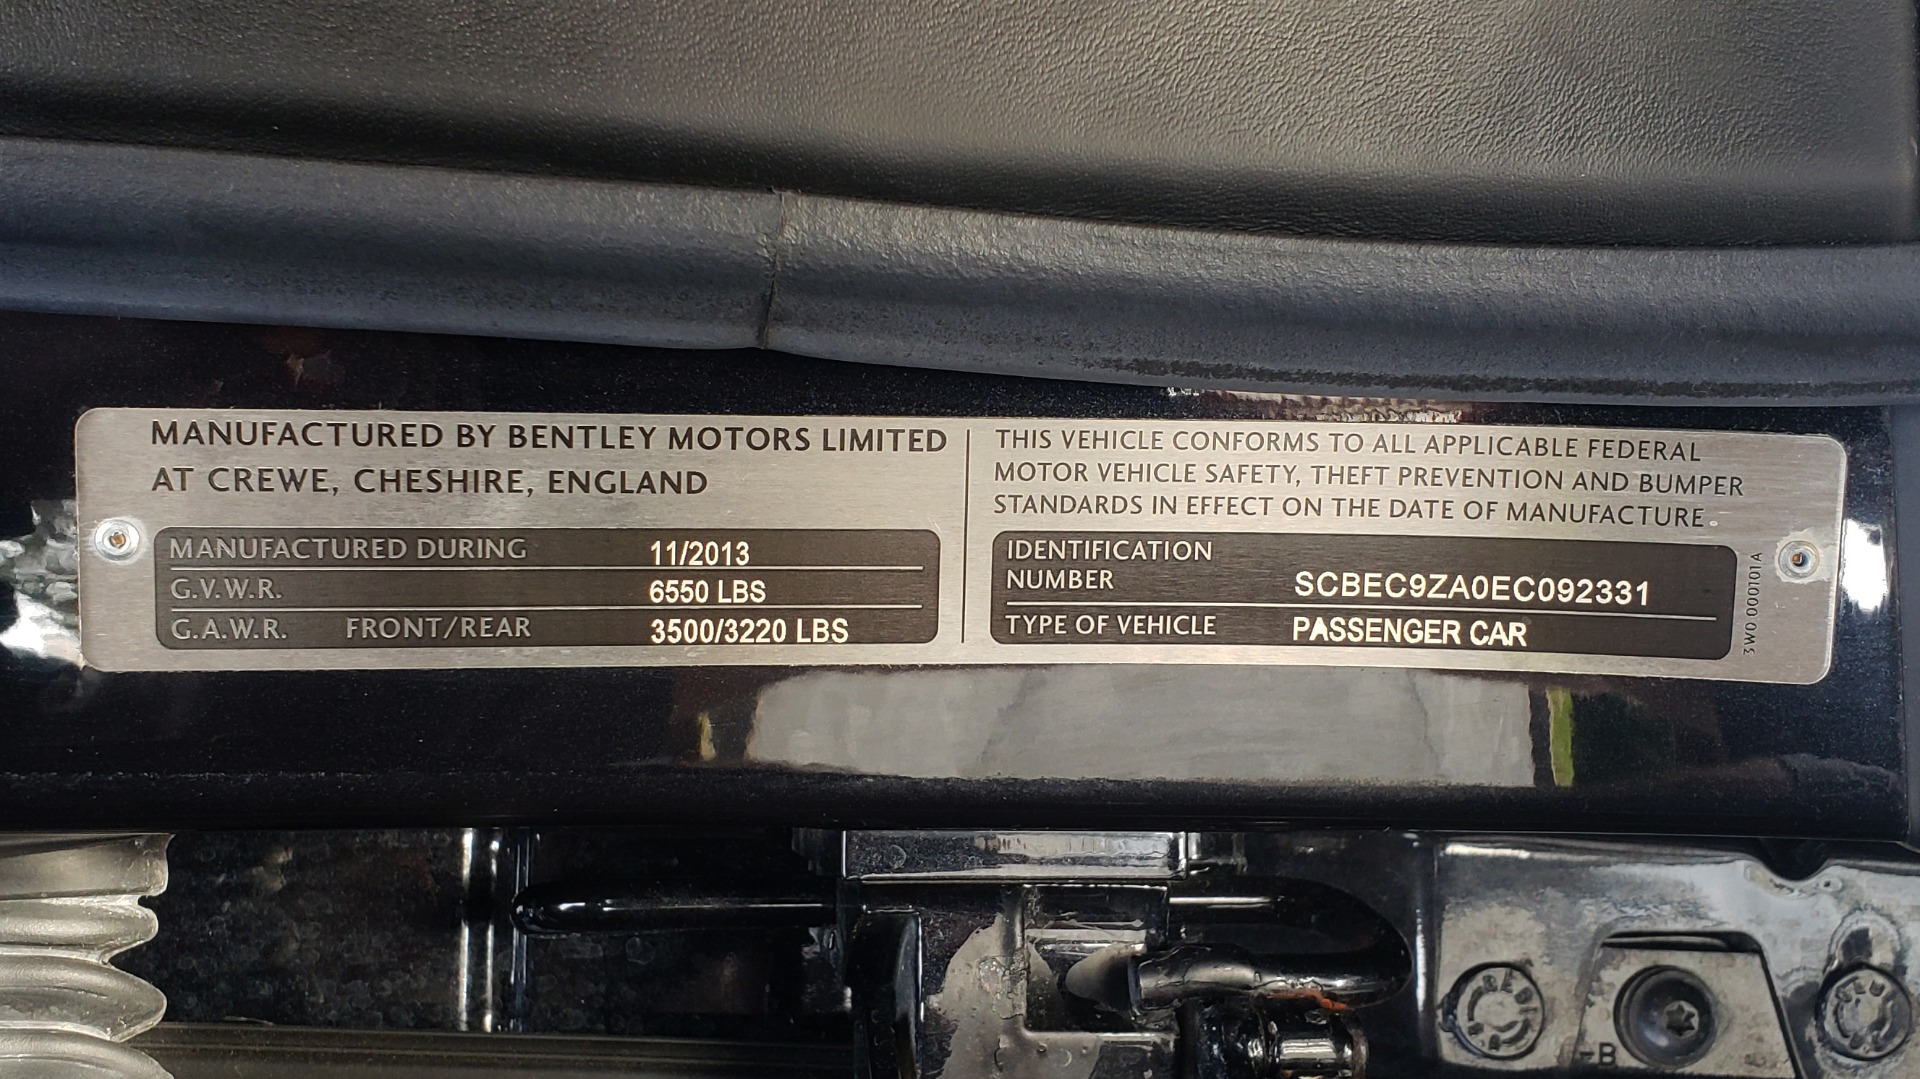 MANUFACTURED BY BENTLEY MOTORS LIMITED
AT CREWE, CHESHIRE, ENGLAND
MANUFACTURED DURING 11/2013
G.V.W.R. 6550 LBS
G.A.W.R. FRONT/REAR 3500/3220 LBS
THIS VEHICLE CONFORMS TO ALL APPLICABLE FEDERAL
MOTOR VEHICLE SAFETY, THEFT PREVENTION AND BUMPER
STANDARDS IN EFFECT ON THE DATE OF MANUFACTURE.
IDENTIFICATION
NUMBER SCBEC9ZA0EC092331
TYPE OF VEHICLE PASSENGER CAR
3W0 000701 A
B